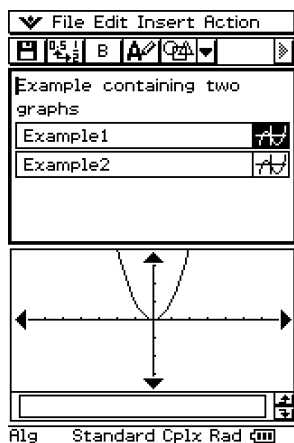 File Edit Insert Action
B
Example containing two
graphs
Example1
Example2
Alg Standard Cplx Rad